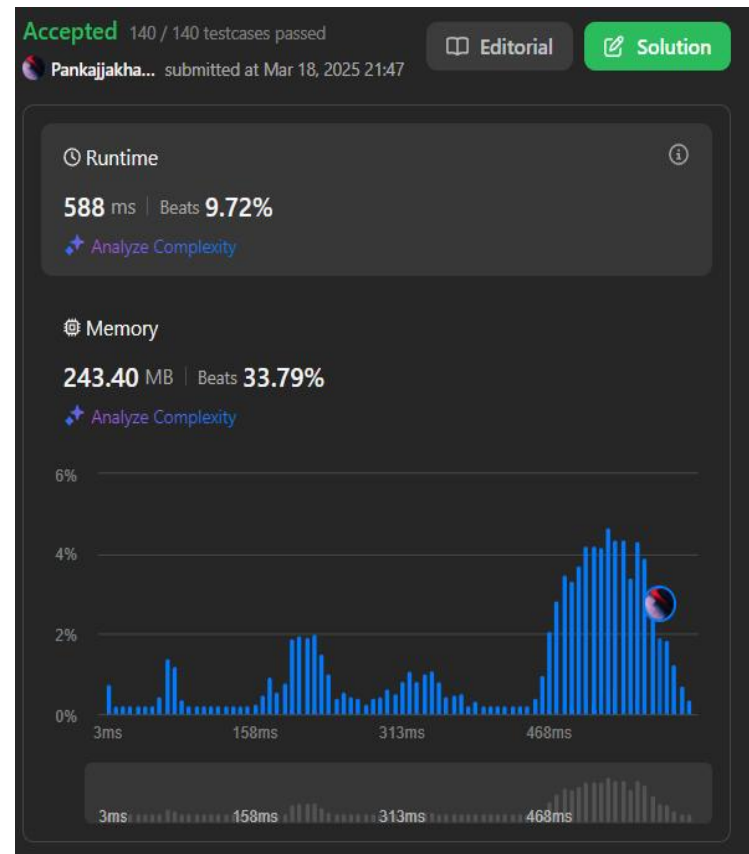 Accepted 140 / 140 testcases passed
Editorial
Solution
Pankajjakha... submitted at Mar 18, 2025 21:47
Runtime
588 ms | Beats 9.72%
Analyze Complexity
Memory
243.40 MB | Beats 33.79%
Analyze Complexity
6%
4%
2%
0%
3ms 158ms 313ms 468ms
3ms 158ms 313ms 468ms